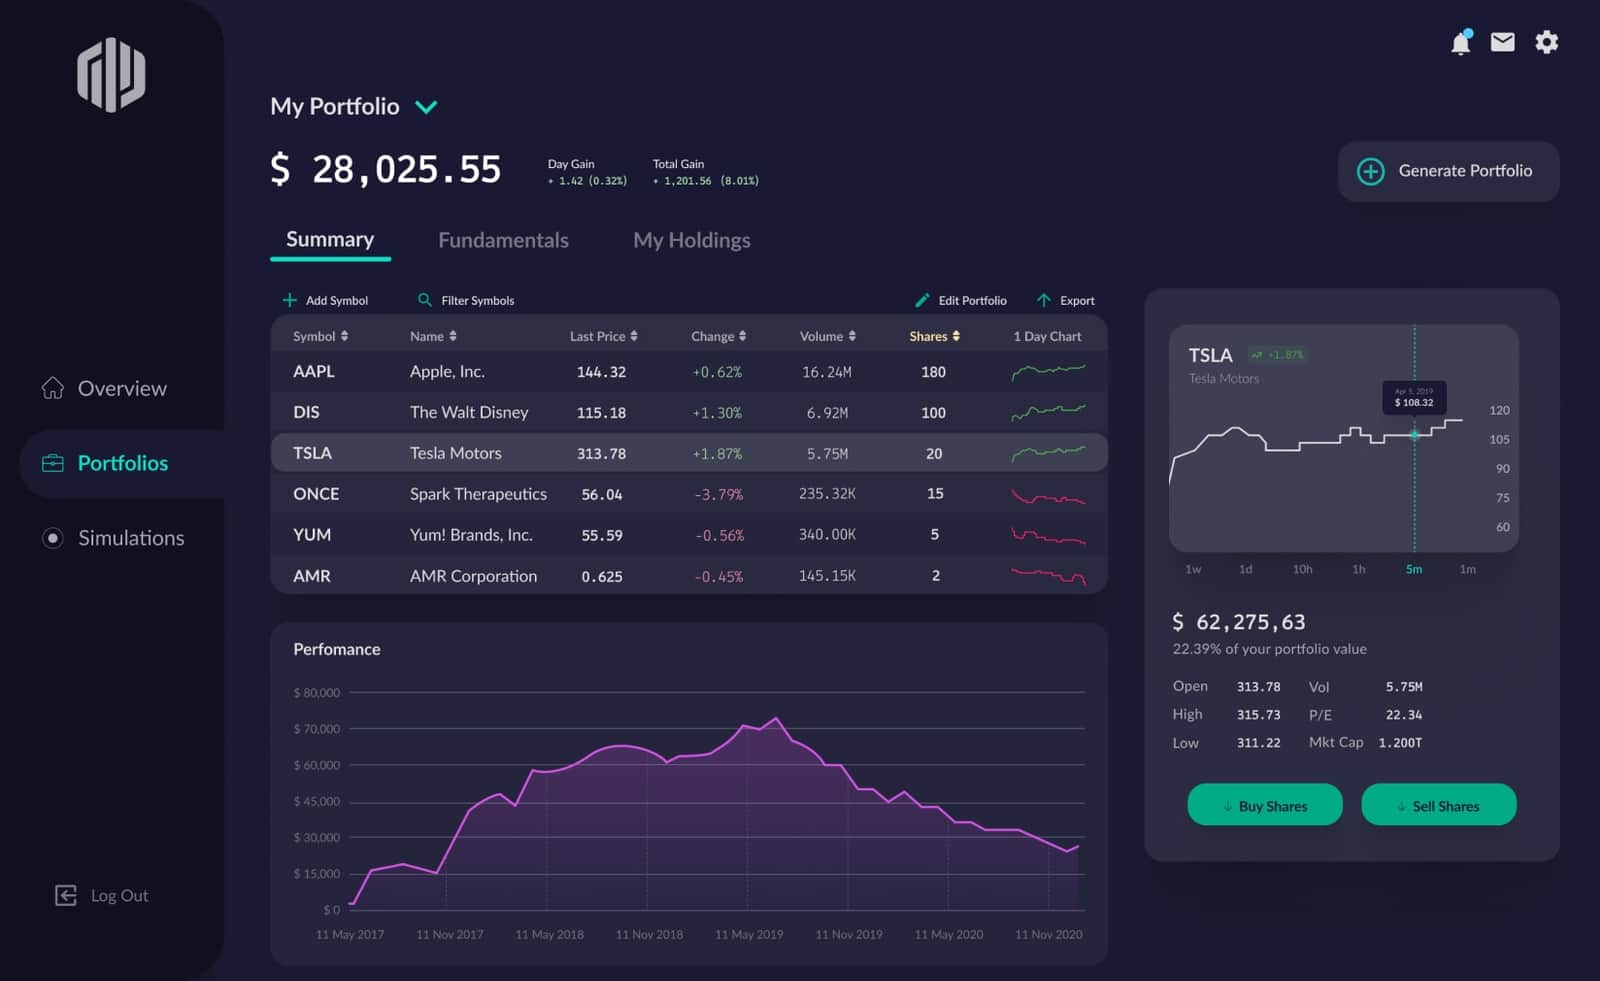 My Portfolio
$ 28,025.55
Day Gain
+ 1.42 (0.32%)
Total Gain
+ 1,201.56 (8.01%)
Generate Portfolio
Summary Fundamentals My Holdings
Add Symbol Filter Symbols Edit Portfolio Export
Symbol Name Last Price Change Volume Shares 1 Day Chart
AAPL Apple, Inc. 144.32 +0.62% 16.24M 180
DIS The Walt Disney 115.18 +1.30% 6.92M 100
TSLA Tesla Motors 313.78 +1.87% 5.75M 20
ONCE Spark Therapeutics 56.04 -3.79% 235.32K 15
YUM Yum! Brands, Inc. 55.59 -0.56% 340.00K 5
AMR AMR Corporation 0.625 -0.45% 145.15K 2
Overview
Portfolios
Simulations
Log Out
Perfomance
$ 80,000
$ 70,000
$ 60,000
$ 45,000
$ 30,000
$ 15,000
$ 0
11 May 2017 11 Nov 2017 11 May 2018 11 Nov 2018 11 May 2019 11 Nov 2019 11 May 2020 11 Nov 2020
TSLA +1.87%
Tesla Motors
Apr 5, 2019
$ 108.32
120
105
90
75
60
1w 1d 10h 1h 5m 1m
$ 62,275,63
22.39% of your portfolio value
Open 313.78 Vol 5.75M
High 315.73 P/E 22.34
Low 311.22 Mkt Cap 1.200T
Buy Shares Sell Shares